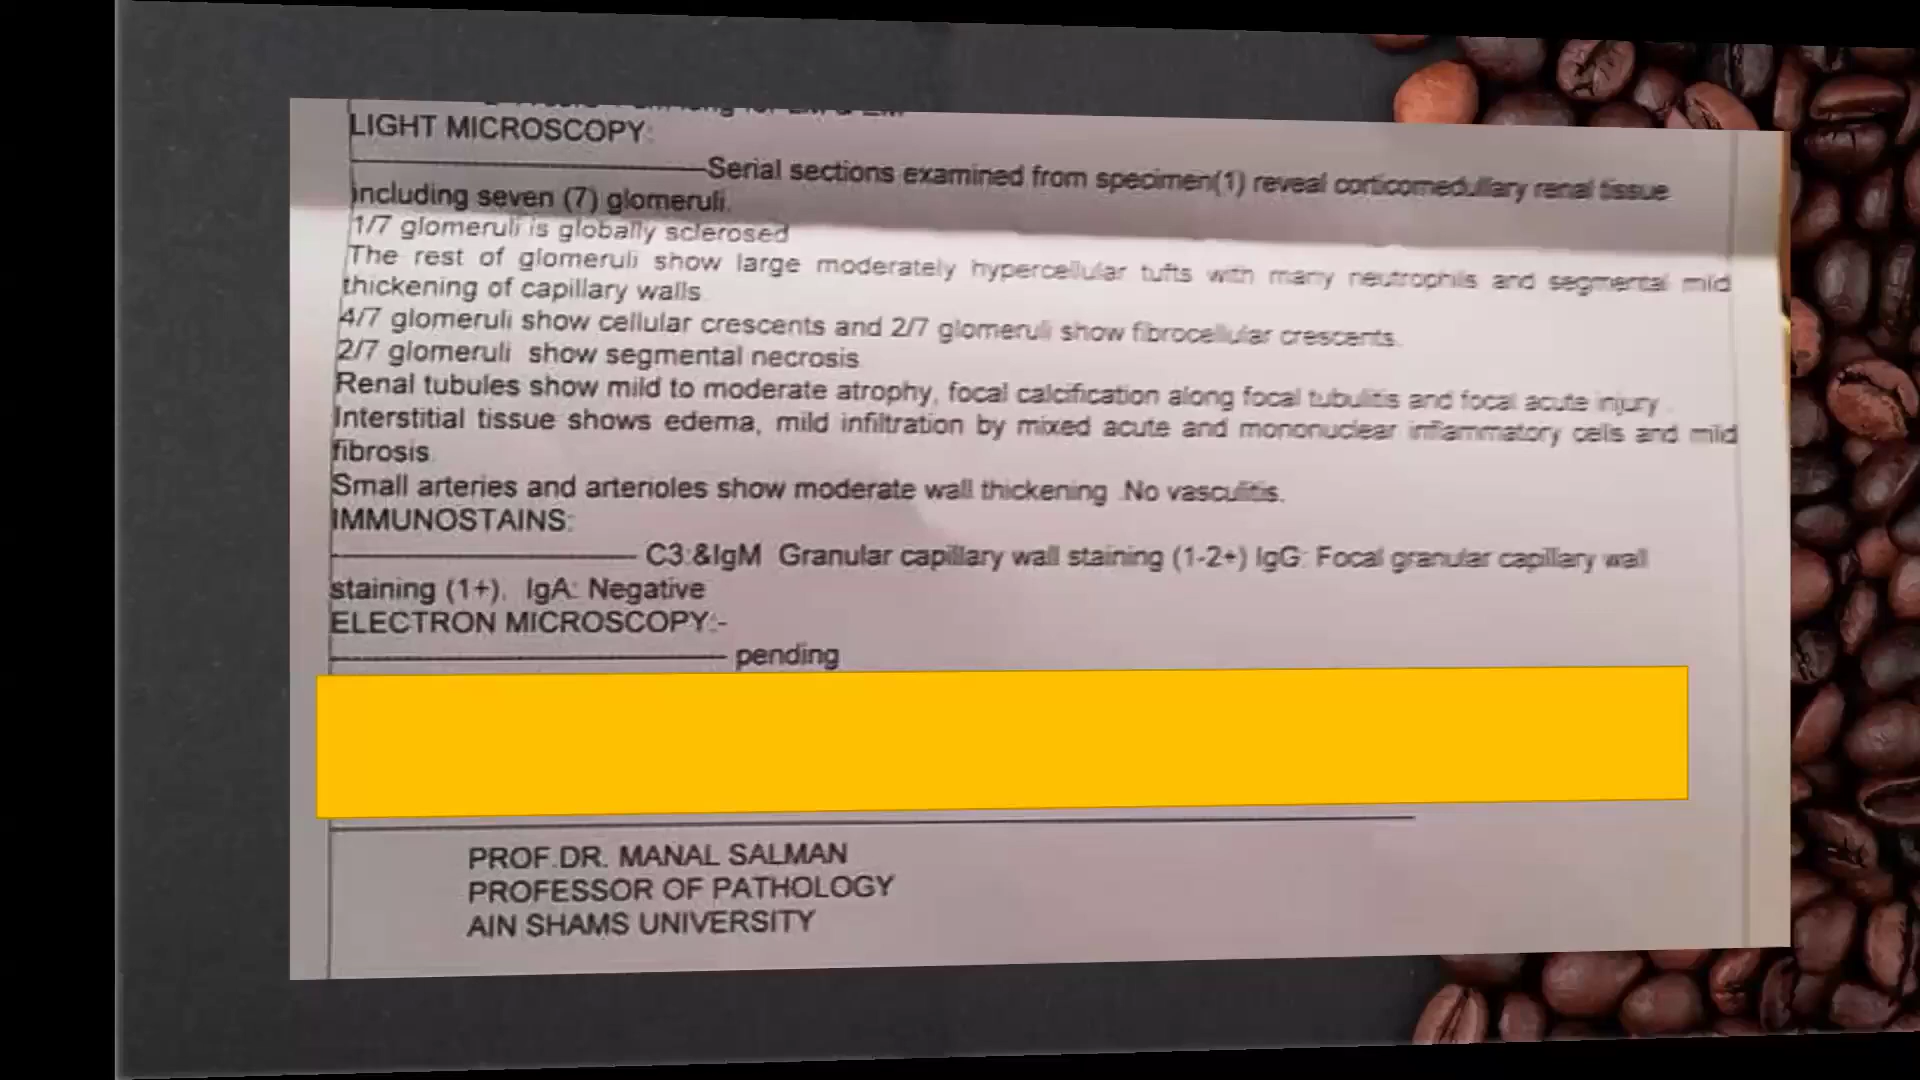 LIGHT MICROSCOPY:
Serial sections examined from specimen(1) reveal corticomedullary renal tissue
including seven (7) glomeruli.
1/7 glomeruli is globally sclerosed
The rest of glomeruli show large moderately hypercellular tufts with many neutrophils and segmental mild
thickening of capillary walls
4/7 glomeruli show cellular crescents and 2/7 glomeruli show fibrocellular crescents.
2/7 glomeruli show segmental necrosis
Renal tubules show mild to moderate atrophy, focal calcification along focal tubulitis and focal acute injury .
Interstitial tissue shows edema, mild infiltration by mixed acute and mononuclear inflammatory cells and mild
fibrosis
Small arteries and arterioles show moderate wall thickening .No vasculitis.
IMMUNOSTAINS:
C3:&IgM Granular capillary wall staining (1-2+) IgG: Focal granular capillary wall
staining (1+). IgA: Negative
ELECTRON MICROSCOPY:-
pending
PROF.DR. MANAL SALMAN
PROFESSOR OF PATHOLOGY
AIN SHAMS UNIVERSITY